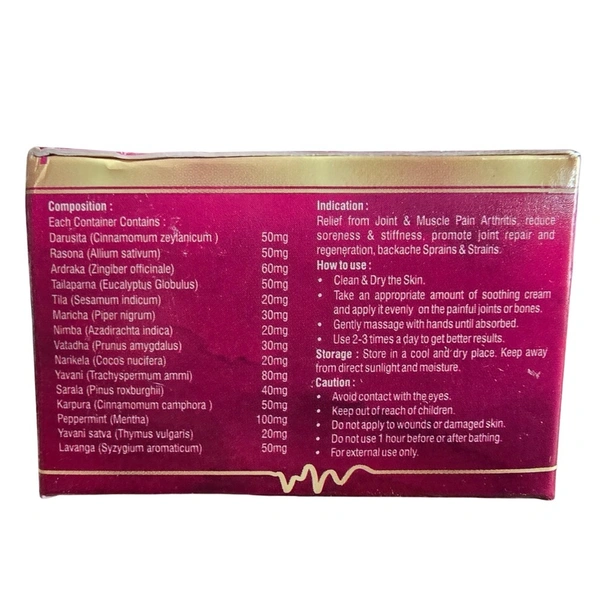 Composition :
Each Container Contains :
Darusita (Cinnamomum zeylanicum ) 50mg
Rasona (Allium sativum) 50mg
Ardraka (Zingiber officinale) 60mg
Tailaparna (Eucalyptus Globulus) 50mg
Tila (Sesamum indicum) 20mg
Maricha (Piper nigrum) 30mg
Nimba (Azadirachta indica) 20mg
Vatadha (Prunus amygdalus) 30mg
Narikela (Cocos nucifera) 20mg
Yavani (Trachyspermum ammi) 80mg
Sarala (Pinus roxburghii) 40mg
Karpura (Cinnamomum camphora ) 50mg
Peppermint (Mentha) 100mg
Yavani satva (Thymus vulgaris) 20mg
Lavanga (Syzygium aromaticum) 50mg
Indication :
Relief from Joint & Muscle Pain Arthritis, reduce
soreness & stiffness, promote joint repair and
regeneration, backache Sprains & Strains.
How to use :
• Clean & Dry the Skin.
• Take an appropriate amount of soothing cream
and apply it evenly on the painful joints or bones.
• Gently massage with hands until absorbed.
• Use 2-3 times a day to get better results.
Storage : Store in a cool and dry place. Keep away
from direct sunlight and moisture.
Caution :
• Avoid contact with the eyes.
• Keep out of reach of children.
• Do not apply to wounds or damaged skin.
• Do not use 1 hour before or after bathing.
• For external use only.